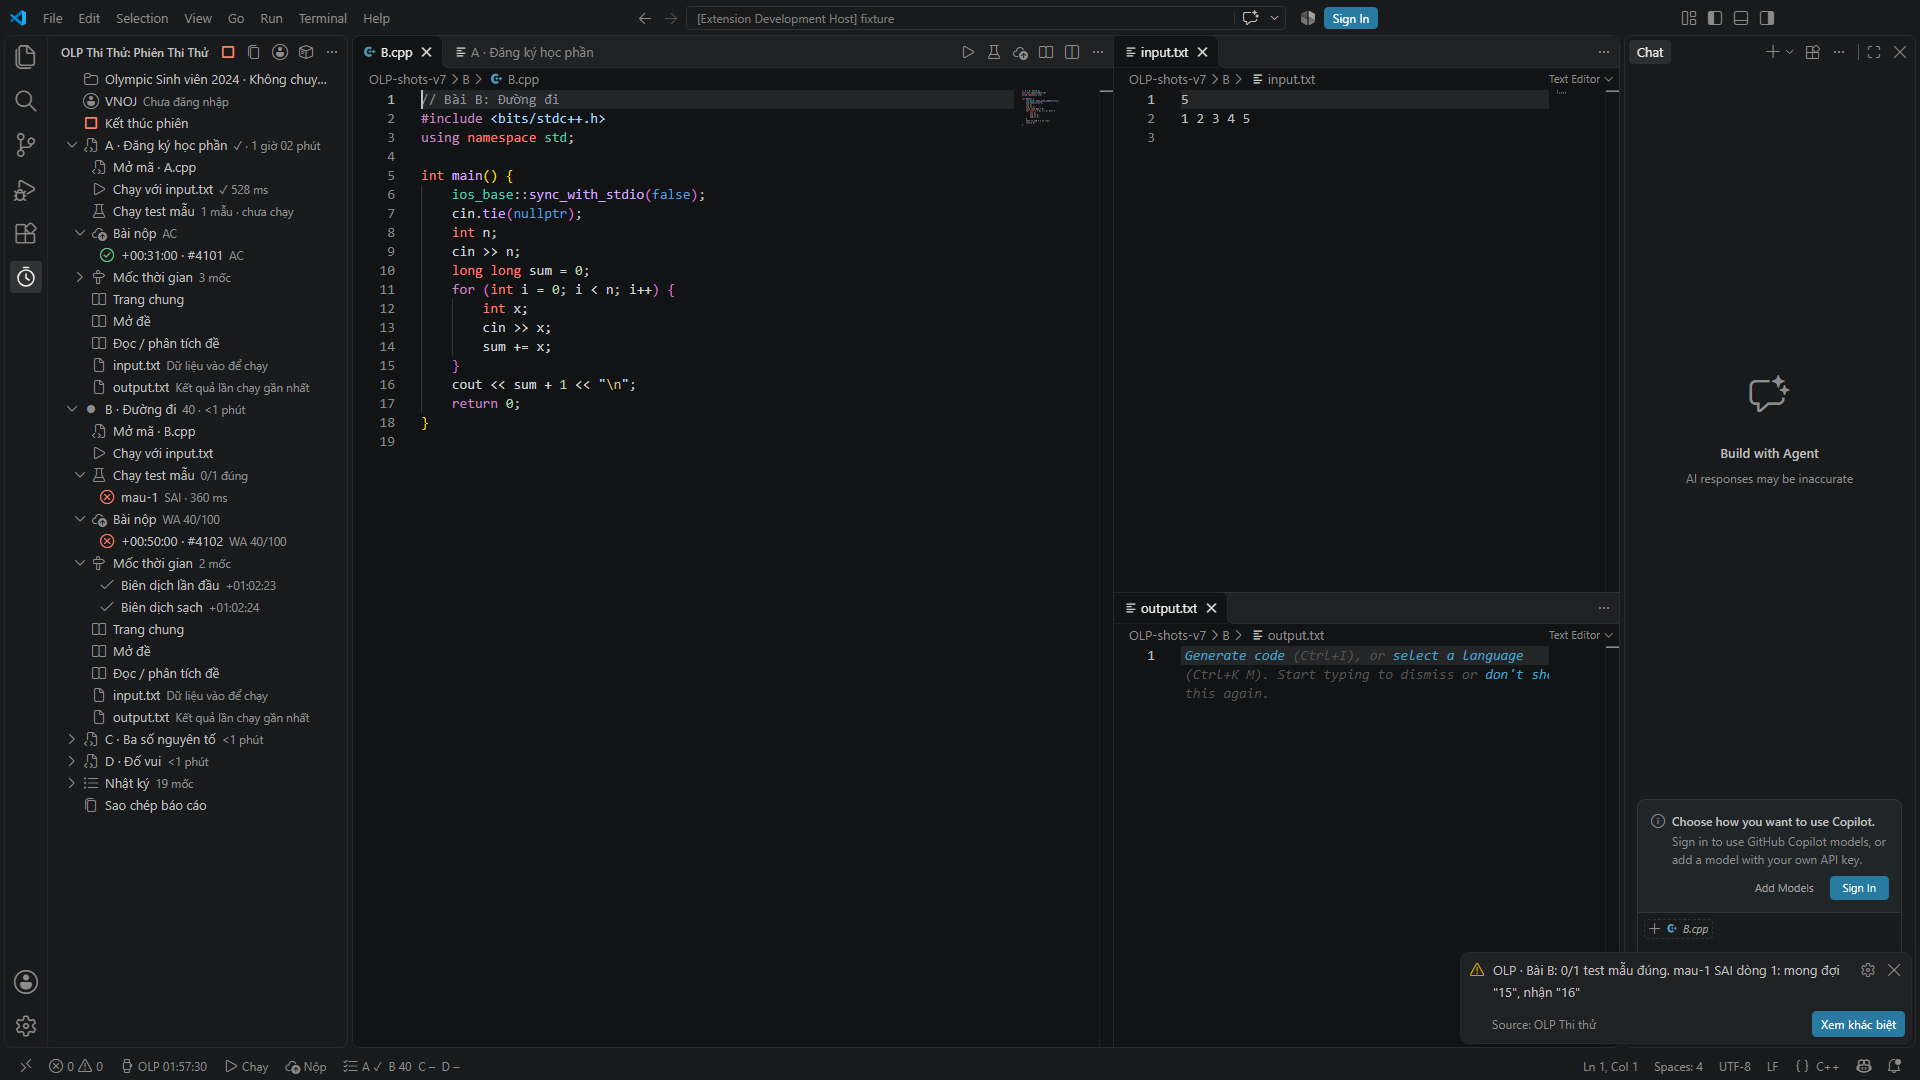 File Edit Selection View Go Run Terminal Help
[Extension Development Host] fixture
Sign In
OLP Thi Thử: Phiên Thi Thử
Olympic Sinh viên 2024 · Không chuy...
VNOJ Chưa đăng nhập
Kết thúc phiên
A · Đăng ký học phần ✓ · 1 giờ 02 phút
Mở mã · A.cpp
Chạy với input.txt ✓ 528 ms
Chạy test mẫu 1 mẫu · chưa chạy
Bài nộp AC
+00:31:00 · #4101 AC
Mốc thời gian 3 mốc
Trang chung
Mở đề
Đọc / phân tích đề
input.txt Dữ liệu vào để chạy
output.txt Kết quả lần chạy gần nhất
B · Đường đi 40 · <1 phút
Mở mã · B.cpp
Chạy với input.txt
Chạy test mẫu 0/1 đúng
mau-1 SAI · 360 ms
Bài nộp WA 40/100
+00:50:00 · #4102 WA 40/100
Mốc thời gian 2 mốc
Biên dịch lần đầu +01:02:23
Biên dịch sạch +01:02:24
Trang chung
Mở đề
Đọc / phân tích đề
input.txt Dữ liệu vào để chạy
output.txt Kết quả lần chạy gần nhất
C · Ba số nguyên tố <1 phút
D · Đố vui <1 phút
Nhật ký 19 mốc
Sao chép báo cáo
B.cpp
A · Đăng ký học phần
OLP-shots-v7 > B > B.cpp
1 // Bài B: Đường đi
2 #include <bits/stdc++.h>
3 using namespace std;
4
5 int main() {
6 ios_base::sync_with_stdio(false);
7 cin.tie(nullptr);
8 int n;
9 cin >> n;
10 long long sum = 0;
11 for (int i = 0; i < n; i++) {
12 int x;
13 cin >> x;
14 sum += x;
15 }
16 cout << sum + 1 << "\n";
17 return 0;
18 }
19
input.txt
OLP-shots-v7 > B > input.txt
Text Editor
1 5
2 1 2 3 4 5
3
output.txt
OLP-shots-v7 > B > output.txt
Text Editor
1 Generate code (Ctrl+I), or select a language
(Ctrl+K M). Start typing to dismiss or don't sh
this again.
Chat
Build with Agent
AI responses may be inaccurate
Choose how you want to use Copilot.
Sign in to use GitHub Copilot models, or
add a model with your own API key.
Add Models Sign In
B.cpp
OLP · Bài B: 0/1 test mẫu đúng. mau-1 SAI dòng 1: mong đợi
"15", nhận "16"
Source: OLP Thi thử
Xem khác biệt
0 0 OLP 01:57:30 Chạy Nộp A ✓ B 40 C – D –
Ln 1, Col 1 Spaces: 4 UTF-8 LF {} C++